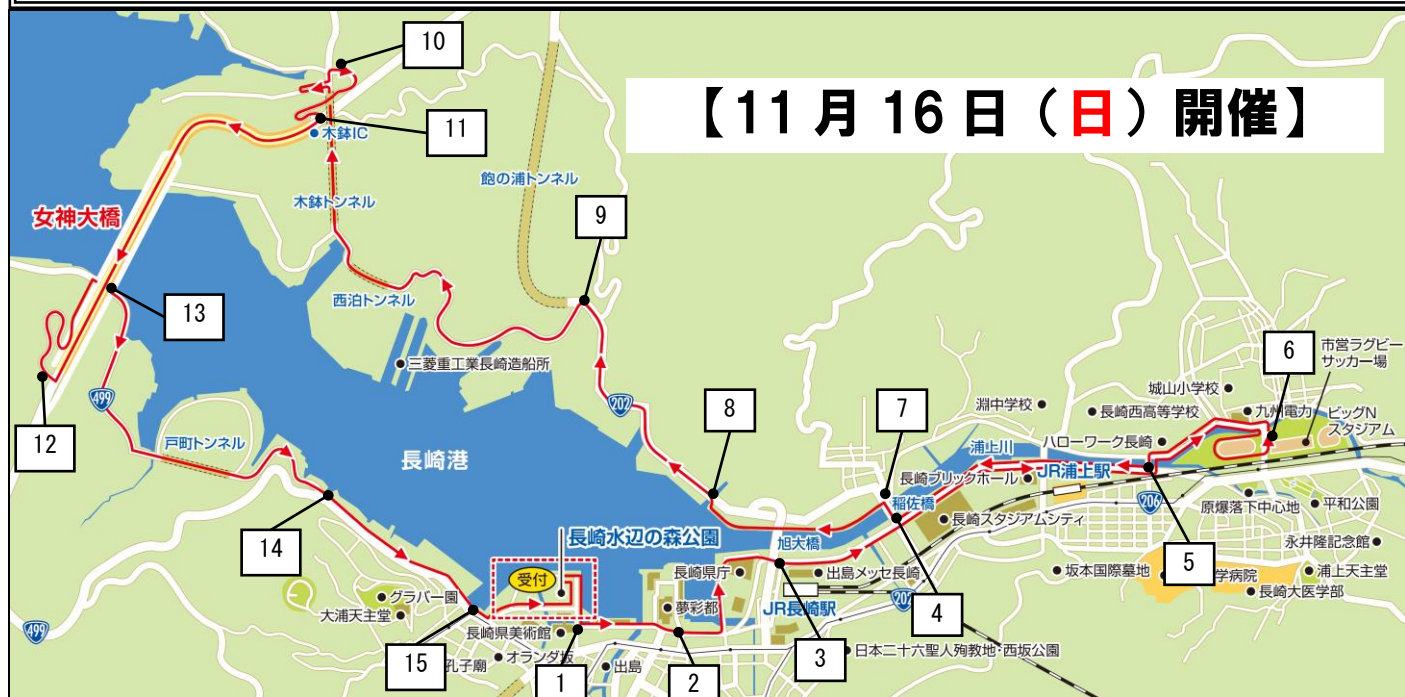 【11月16日(日)開催】
10
11
木鉢IC
飽の浦トンネル
木鉢トンネル
9
女神大橋
西泊トンネル
13
三菱重工業長崎造船所
12
499
202
8
7
戸町トンネル
長崎港
14
淵中学校
城山小学校
6
市営ラグビー
サッカー場
長崎西高等学校
九州電力
ビッグN
スタジアム
ハローワーク長崎
浦上川
JR浦上駅
長崎ブリックホール
稲佐橋
206
原爆落下中心地
平和公園
長崎スタジアムシティ
永井隆記念館
旭大橋
5
坂本国際墓地
学病院
浦上天主堂
長崎大医学部
長崎水辺の森公園
受付
長崎県庁
出島メッセ長崎
202
4
夢彩都
JR長崎駅
グラバー園
大浦天主堂
499
長崎県美術館
15
孔子廟
オランダ坂
1
出島
2
3
日本二十六聖人殉教地・西坂公園